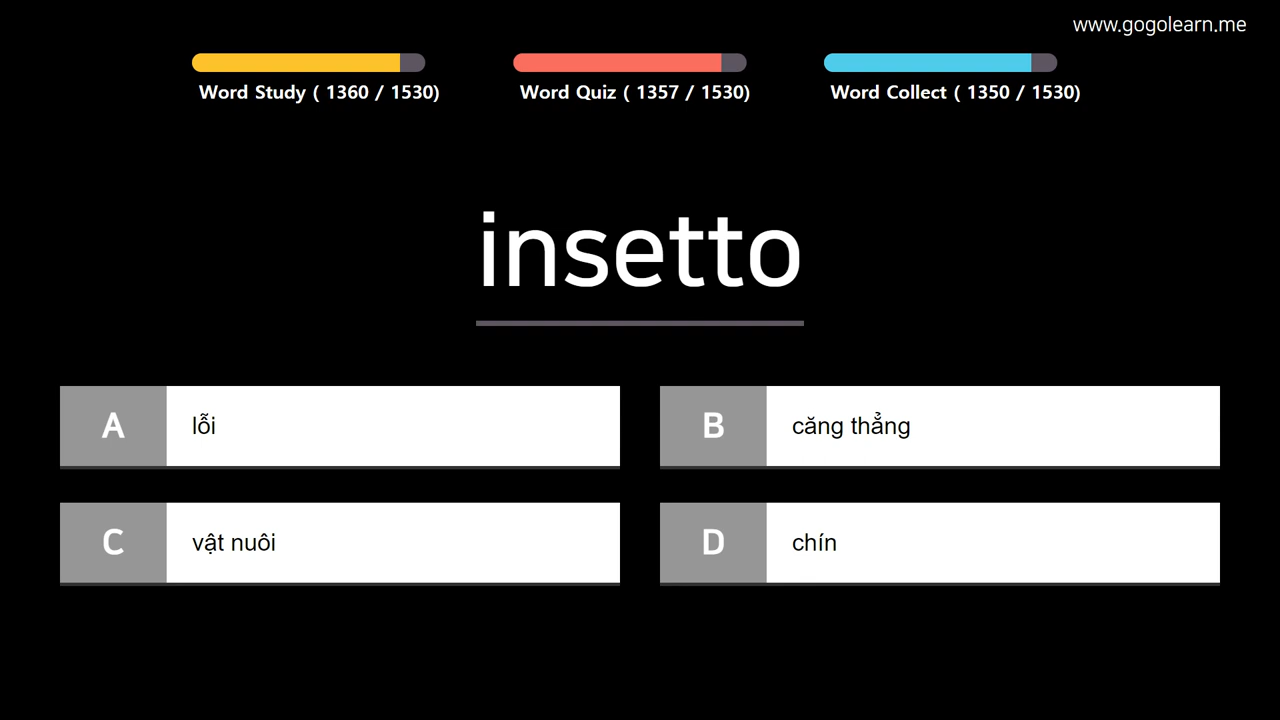 www.gogolearn.me
Word Study ( 1360 / 1530)
Word Quiz ( 1357 / 1530)
Word Collect ( 1350 / 1530)
insetto
A lỗi
B căng thẳng
C vật nuôi
D chín